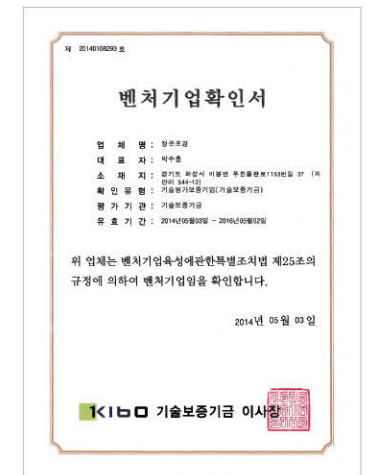 제 20140108293 호
벤처기업확인서
업 체 명 : 정든조경
대 표 자 : 박수종
소 재 지 : 경기도 화성시 비봉면 푸른들판로1153번길 37 (자
안리 544-12)
확 인 유 형 : 기술평가보증기업(기술보증기금)
평 가 기 관 : 기술보증기금
유 효 기 간 : 2014년05월03일 ~ 2016년05월02일
위 업체는 벤처기업육성에관한특별조치법 제25조의
규정에 의하여 벤처기업임을 확인합니다.
2014년 05월 03일
KIBO 기술보증기금 이사장